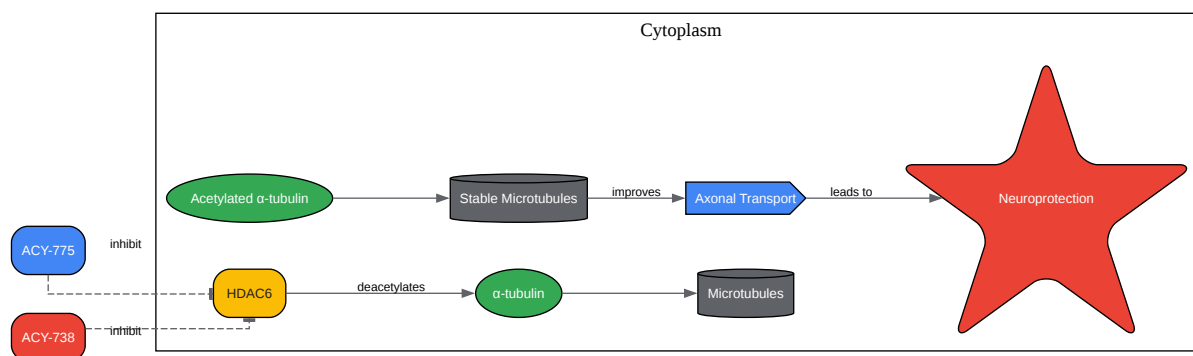 Cytoplasm
Acetylated α-tubulin
Stable Microtubules
improves
Axonal Transport
leads to
Neuroprotection
ACY-775
inhibit
HDAC6
deacetylates
α-tubulin
Microtubules
ACY-738
inhibit